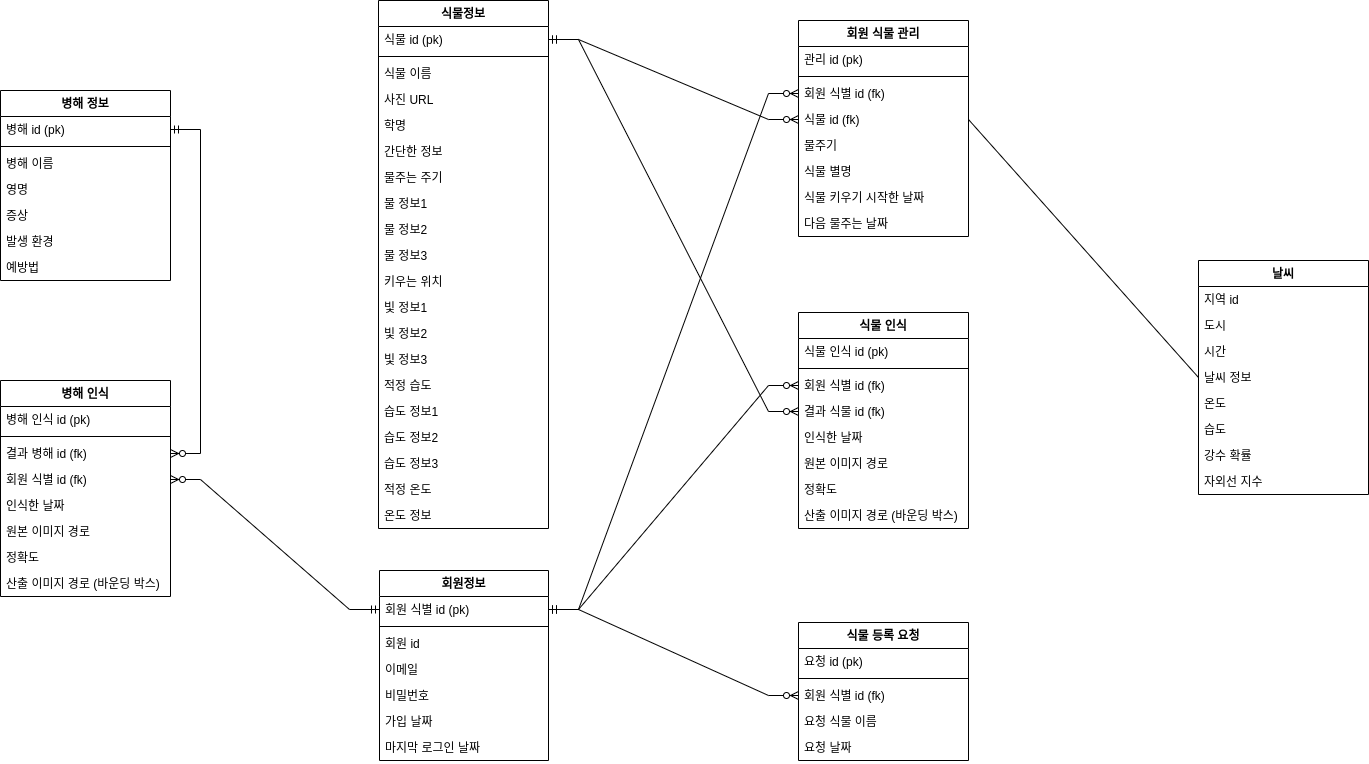 병해 정보
병해 id (pk)
병해 이름
영명
증상
발생 환경
예방법
병해 인식
병해 인식 id (pk)
결과 병해 id (fk)
회원 식별 id (fk)
인식한 날짜
원본 이미지 경로
정확도
산출 이미지 경로 (바운딩 박스)
식물정보
식물 id (pk)
식물 이름
사진 URL
학명
간단한 정보
물주는 주기
물 정보1
물 정보2
물 정보3
키우는 위치
빛 정보1
빛 정보2
빛 정보3
적정 습도
습도 정보1
습도 정보2
습도 정보3
적정 온도
온도 정보
회원정보
회원 식별 id (pk)
회원 id
이메일
비밀번호
가입 날짜
마지막 로그인 날짜
회원 식물 관리
관리 id (pk)
회원 식별 id (fk)
식물 id (fk)
물주기
식물 별명
식물 키우기 시작한 날짜
다음 물주는 날짜
식물 인식
식물 인식 id (pk)
회원 식별 id (fk)
결과 식물 id (fk)
인식한 날짜
원본 이미지 경로
정확도
산출 이미지 경로 (바운딩 박스)
식물 등록 요청
요청 id (pk)
회원 식별 id (fk)
요청 식물 이름
요청 날짜
날씨
지역 id
도시
시간
날씨 정보
온도
습도
강수 확률
자외선 지수